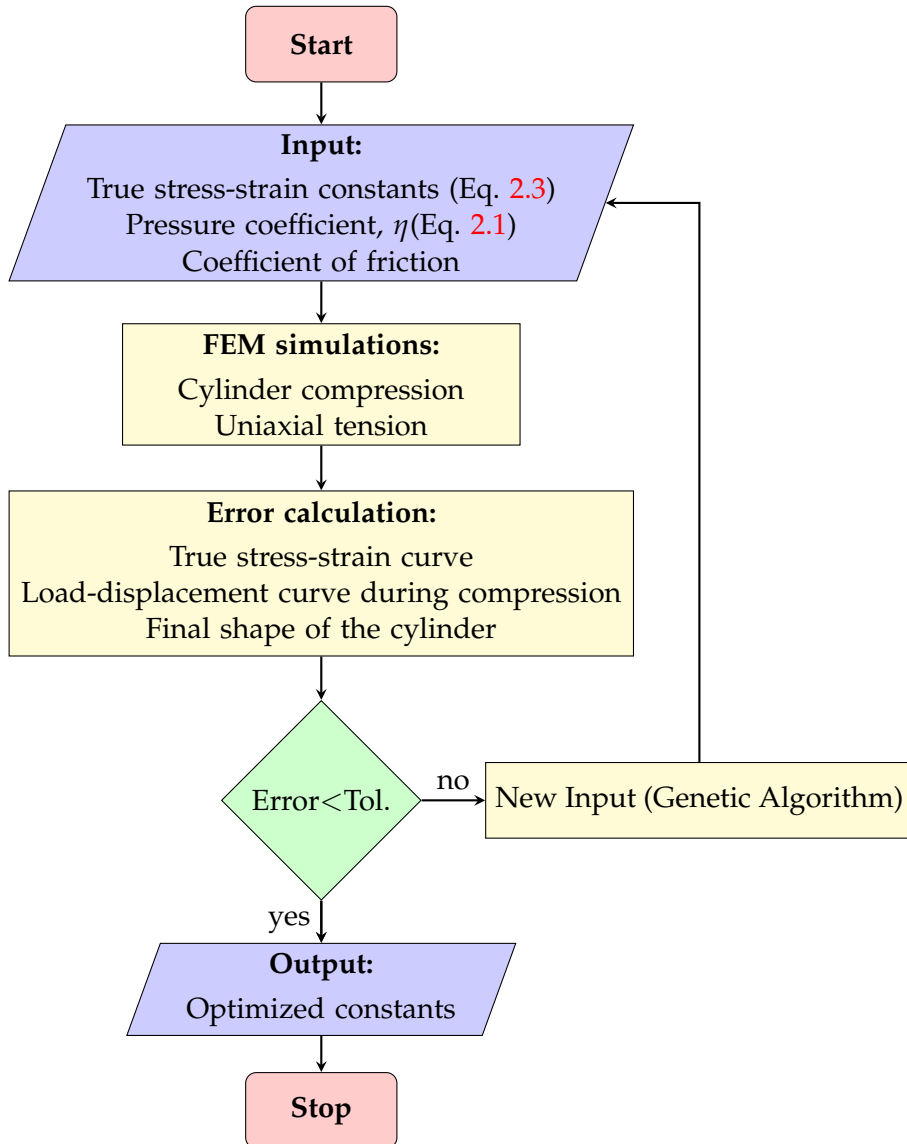 Start
Input:
True stress-strain constants (Eq. 2.3)
Pressure coefficient, η(Eq. 2.1)
Coefficient of friction
FEM simulations:
Cylinder compression
Uniaxial tension
Error calculation:
True stress-strain curve
Load-displacement curve during compression
Final shape of the cylinder
Error<Tol.
no
New Input (Genetic Algorithm)
yes
Output:
Optimized constants
Stop